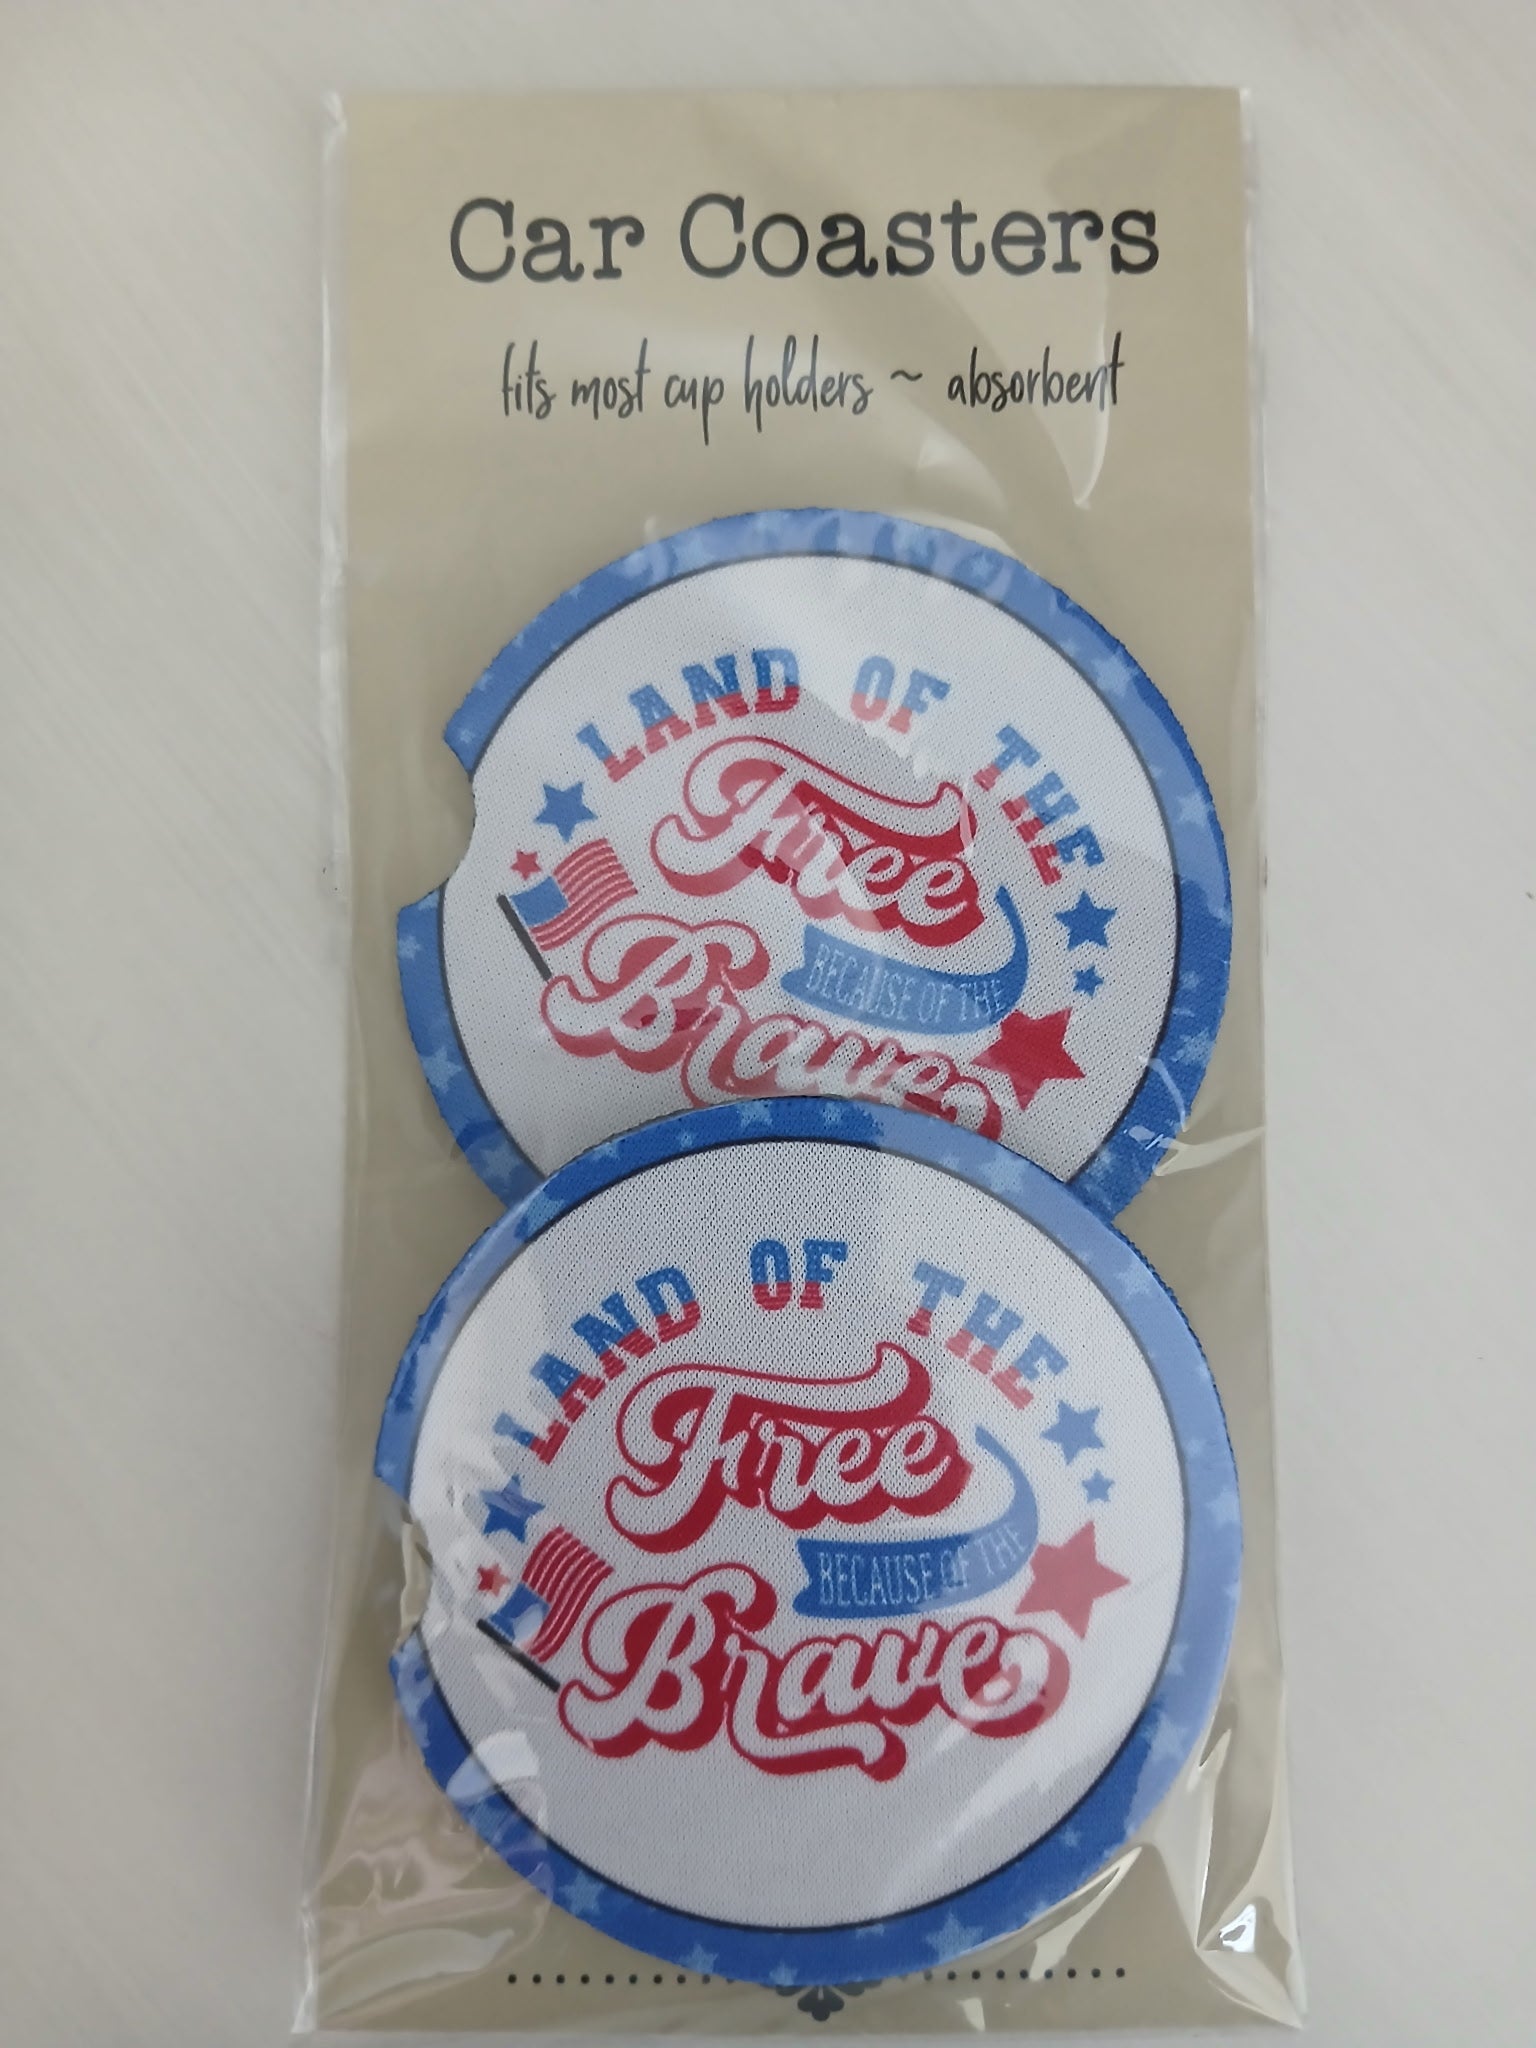 Car Coasters
fits most cup holders ~ absorbent
LAND OF THE
Free
BECAUSE OF THE
Brave
LAND OF THE
Free
BECAUSE OF THE
Brave